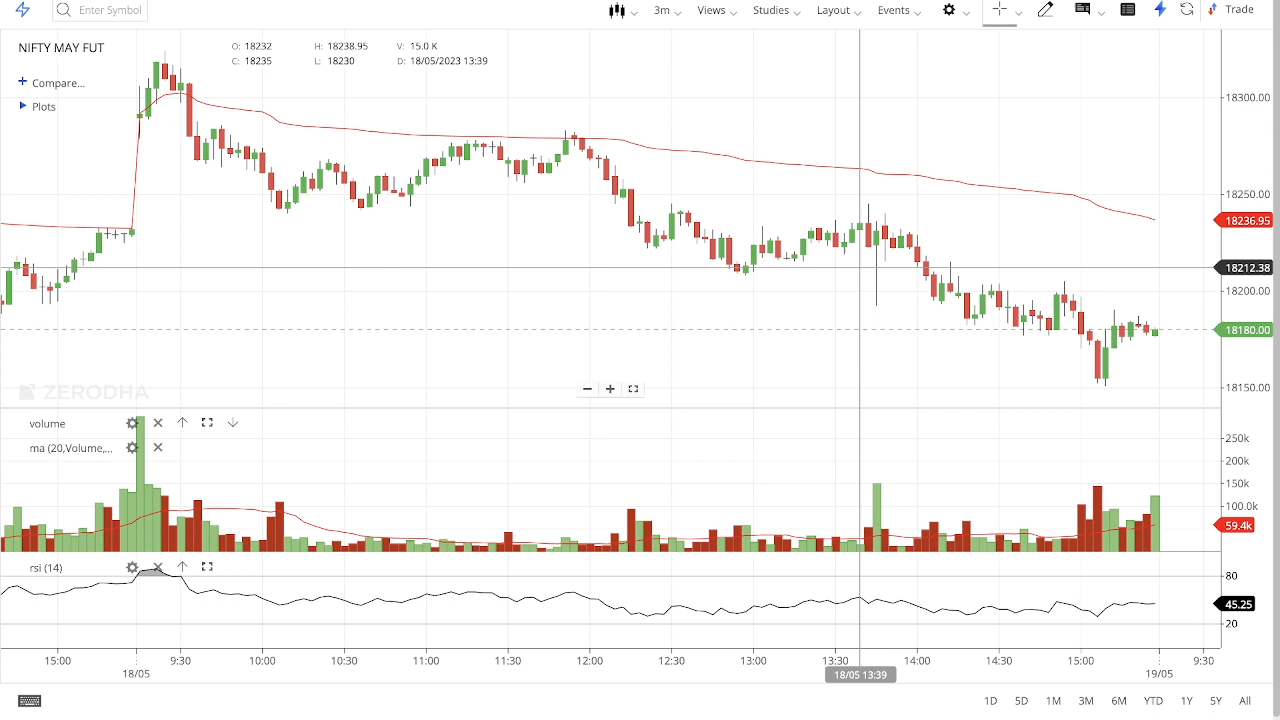 Enter Symbol
3m
Views
Studies
Layout
Events
Trade
NIFTY MAY FUT
O: 18232 H: 18238.95 V: 15.0 K
C: 18235 L: 18230 D: 18/05/2023 13:39
Compare...
Plots
18300.00
18250.00
18236.95
18212.38
18200.00
18180.00
18150.00
ZERODHA
volume
ma (20,Volume,...
250k
200k
150k
100.0k
59.4k
rsi (14)
80
45.25
20
15:00 9:30 10:00 10:30 11:00 11:30 12:00 12:30 13:00 13:30 14:00 14:30 15:00 9:30
18/05 18/05 13:39 19/05
1D 5D 1M 3M 6M YTD 1Y 5Y All